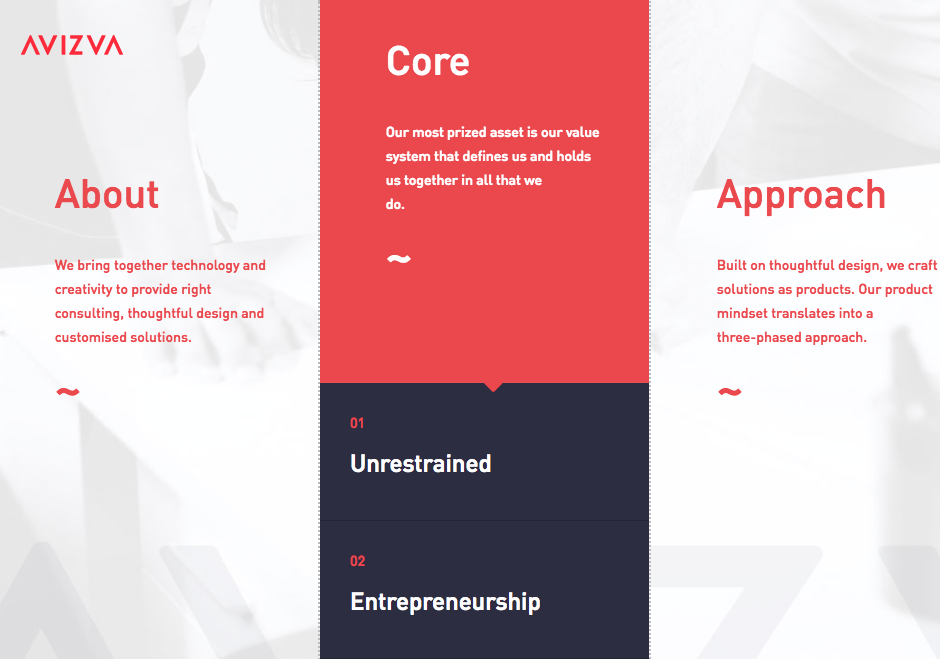 AVIZVA
About
We bring together technology and
creativity to provide right
consulting, thoughtful design and
customised solutions.
~
Core
Our most prized asset is our value
system that defines us and holds
us together in all that we
do.
~
01
Unrestrained
02
Entrepreneurship
Approach
Built on thoughtful design, we craft
solutions as products. Our product
mindset translates into a
three-phased approach.
~